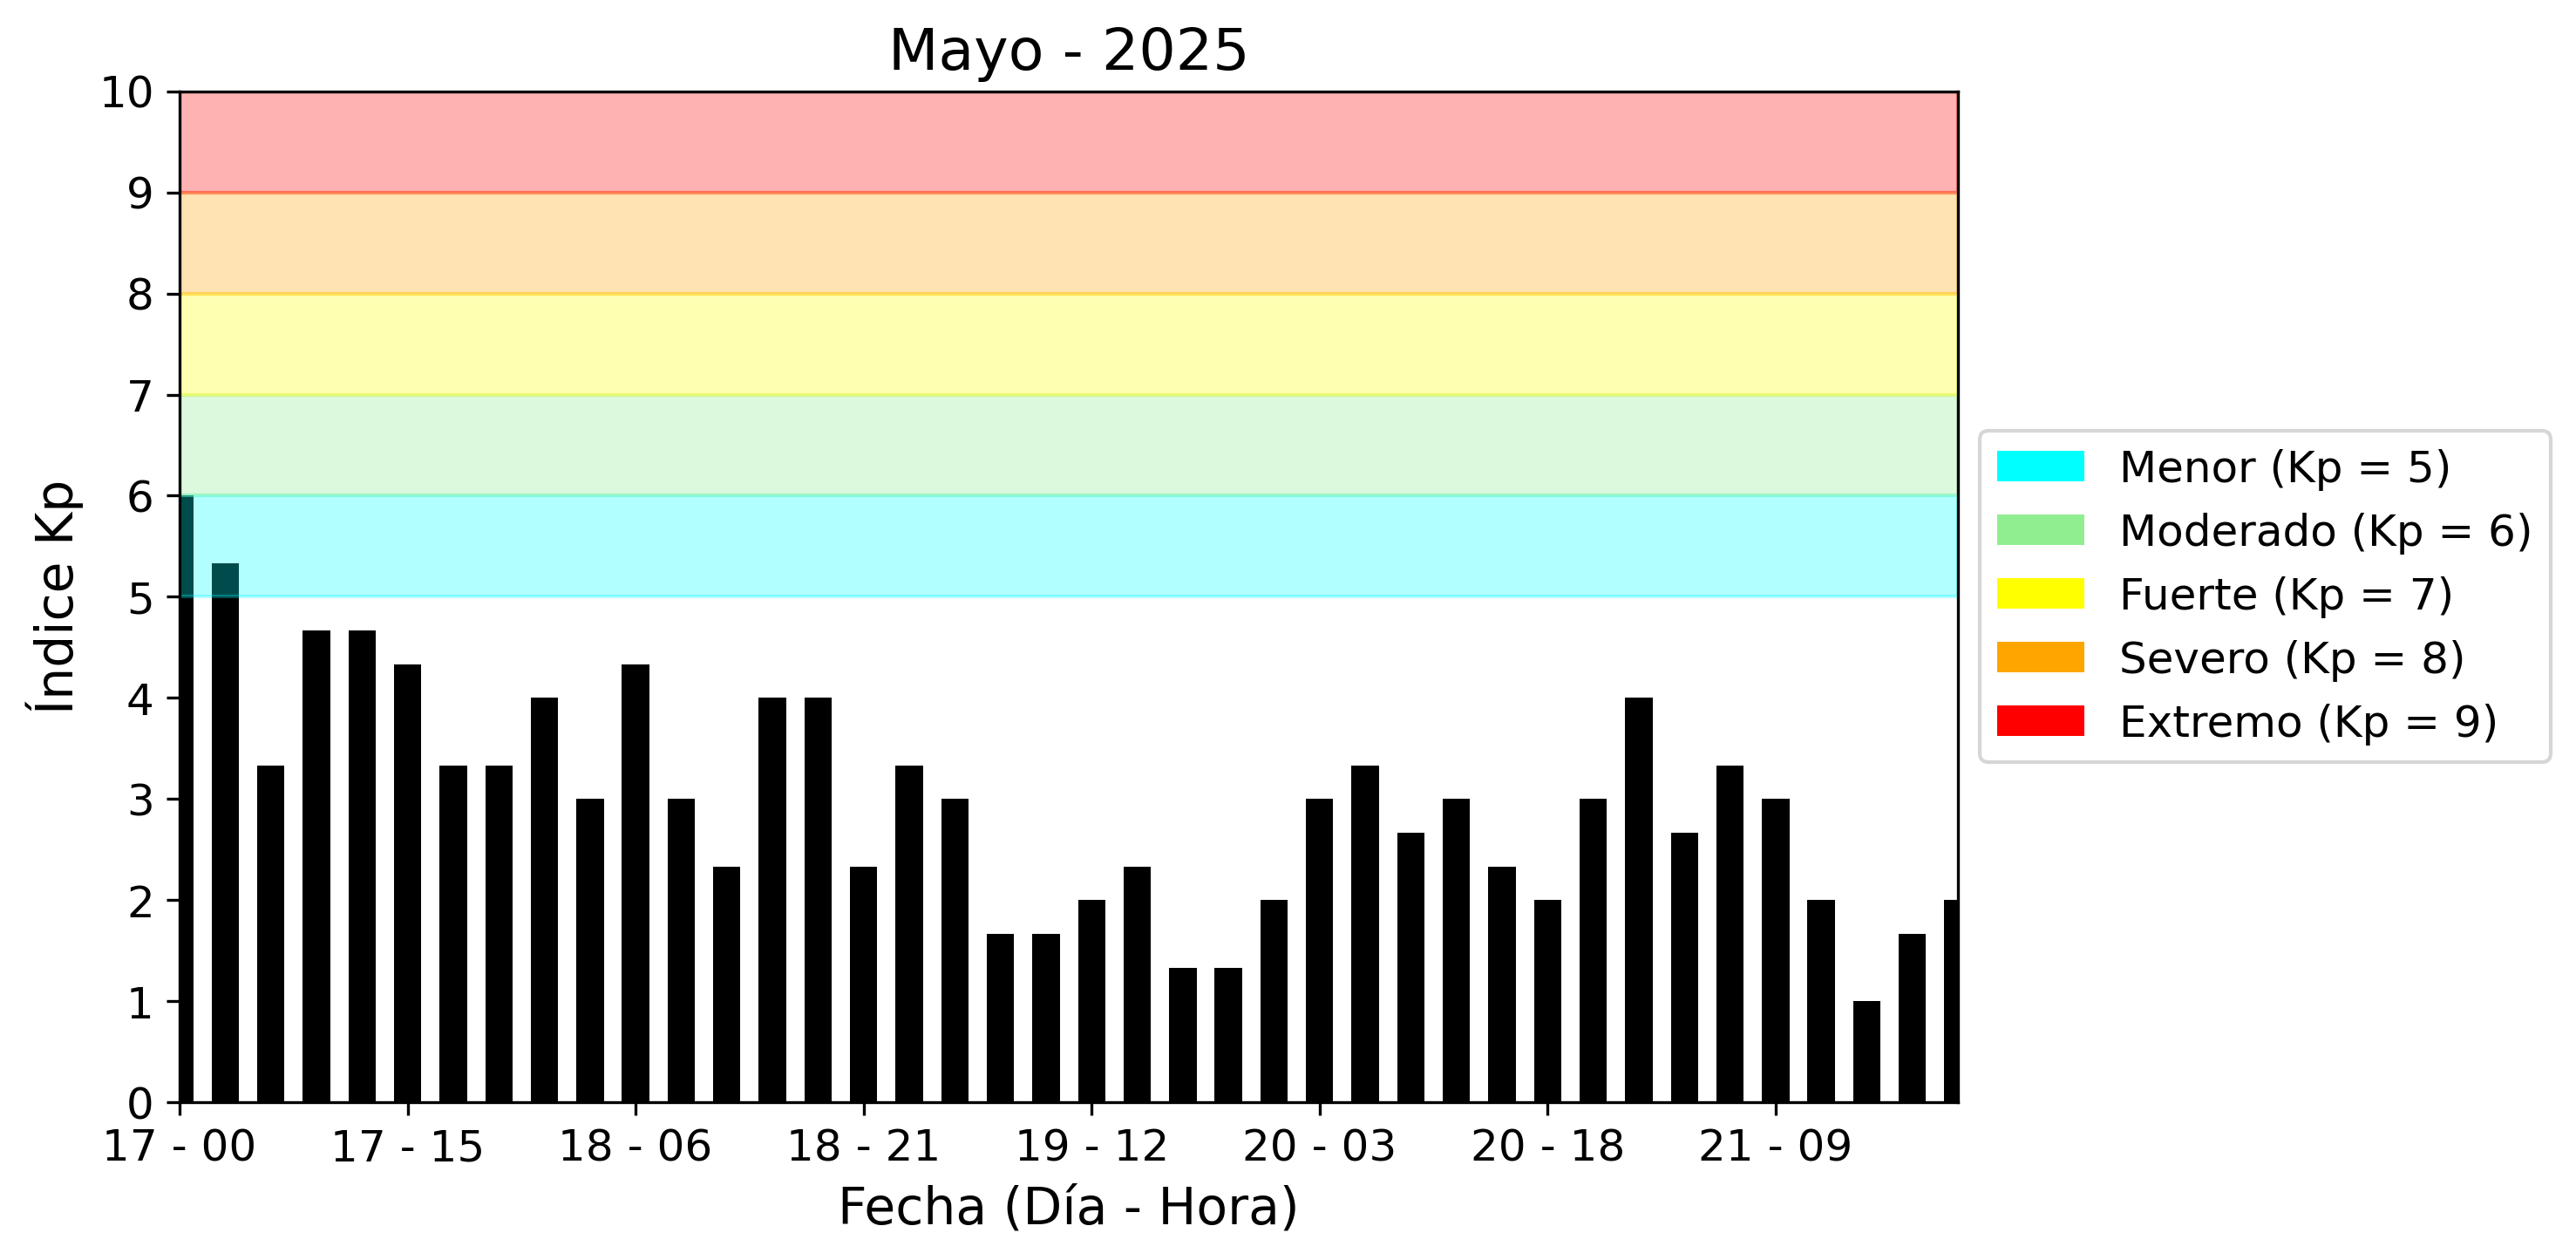 Mayo - 2025
10
9
8
7
6
5
4
3
2
1
0
Índice Kp
17 - 00
17 - 15
18 - 06
18 - 21
19 - 12
20 - 03
20 - 18
21 - 09
Fecha (Día - Hora)
Menor (Kp = 5)
Moderado (Kp = 6)
Fuerte (Kp = 7)
Severo (Kp = 8)
Extremo (Kp = 9)